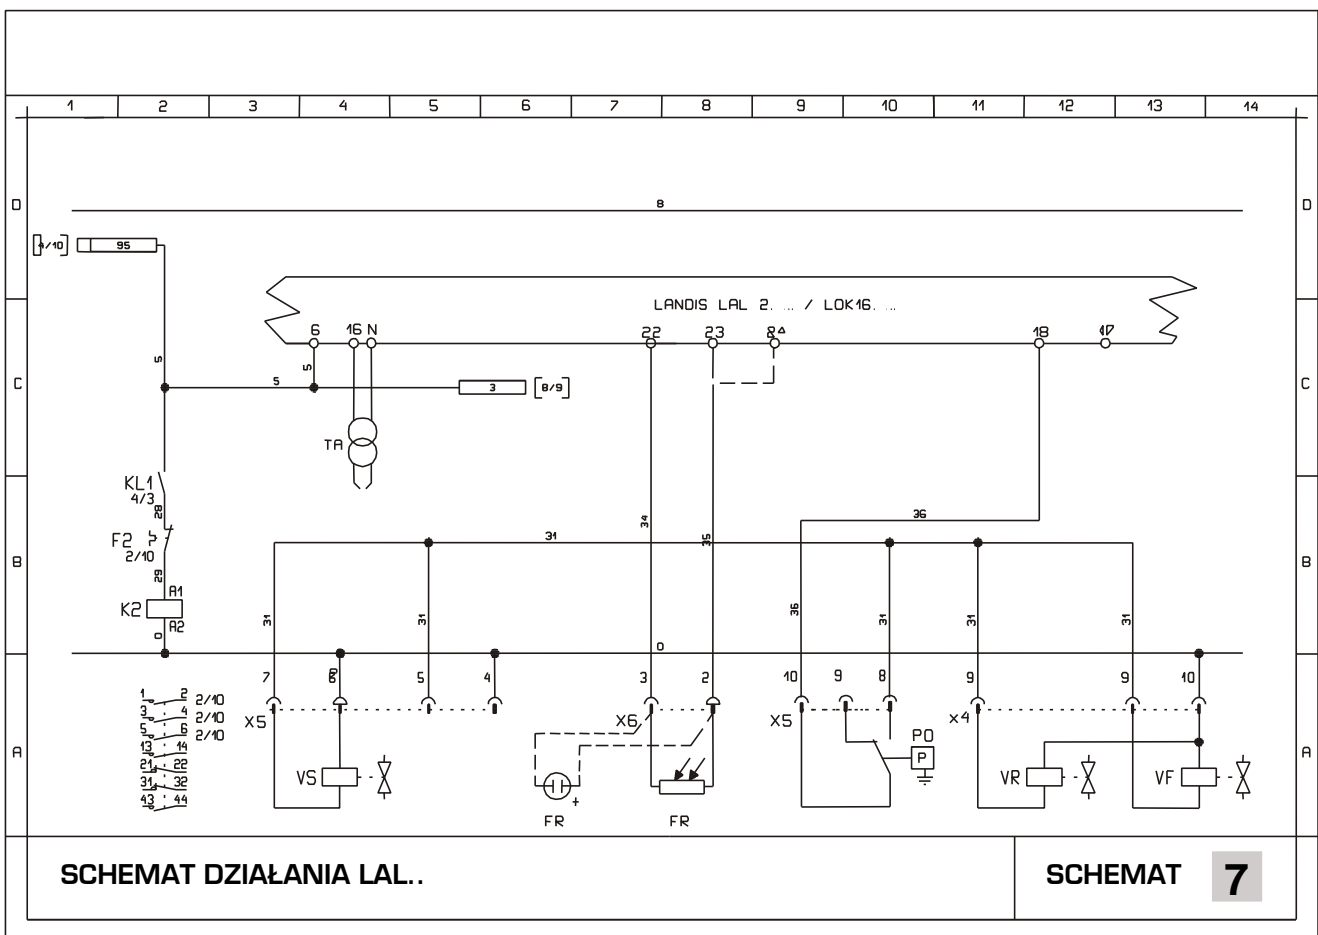 1 2 3 4 5 6 7 8 9 10 11 12 13 14
D 8 D
4/10 95
LANDIS LAL 2. ... / LOK16. ...
6 16 N 22 23 18
5 5
C 5 3 8/9 C
TA
KL1
4/3
28 34 36
31 35
F2
2/10
B B
29 A1
K2
A2
31 31 36 31 31 31
0 0
7 6 5 4 3 2 10 9 8 9 9 10
X5 X6 X5 X4
1 2 2/10
3 4 2/10
5 6 2/10
13 14
21 22
31 32
43 44
A PO A
P
VS VR VF
+
FR FR
SCHEMAT DZIAŁANIA LAL..
SCHEMAT 7